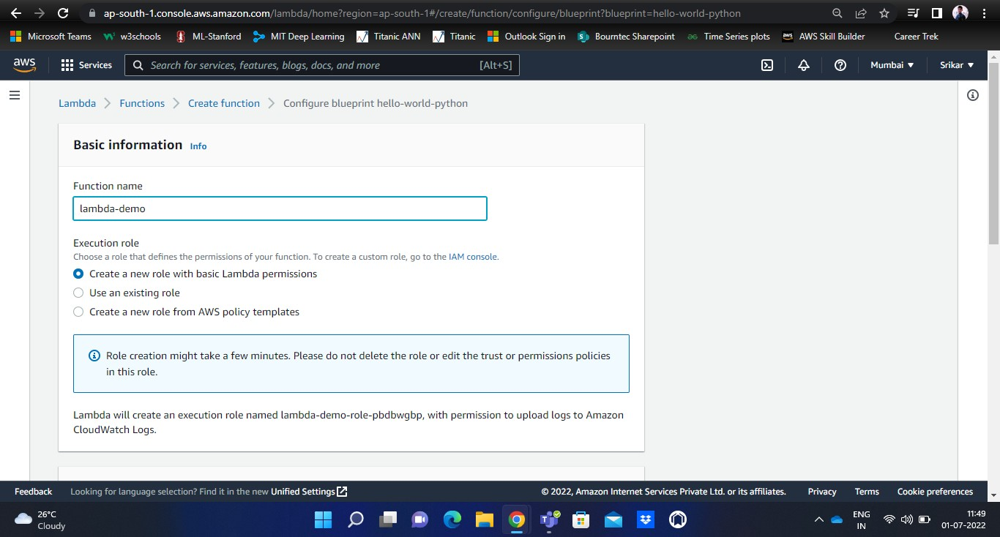 ap-south-1.console.aws.amazon.com/lambda/home?region=ap-south-1#/create/function/configure/blueprint?blueprint=hello-world-python
Microsoft Teams w3schools ML-Stanford MIT Deep Learning Titanic ANN Titanic Outlook Sign in Bourntec Sharepoint Time Series plots aws AWS Skill Builder Career Trek
aws Services Search for services, features, blogs, docs, and more [Alt+S] Mumbai ▼ Srikar ▼
Lambda > Functions > Create function > Configure blueprint hello-world-python
Basic information Info
Function name
lambda-demo
Execution role
Choose a role that defines the permissions of your function. To create a custom role, go to the IAM console.
Create a new role with basic Lambda permissions
Use an existing role
Create a new role from AWS policy templates
Role creation might take a few minutes. Please do not delete the role or edit the trust or permissions policies
in this role.
Lambda will create an execution role named lambda-demo-role-pbdbwgbp, with permission to upload logs to Amazon
CloudWatch Logs.
Feedback Looking for language selection? Find it in the new Unified Settings © 2022, Amazon Internet Services Private Ltd. or its affiliates. Privacy Terms Cookie preferences
26°C
Cloudy
ENG
IN
11:49
01-07-2022